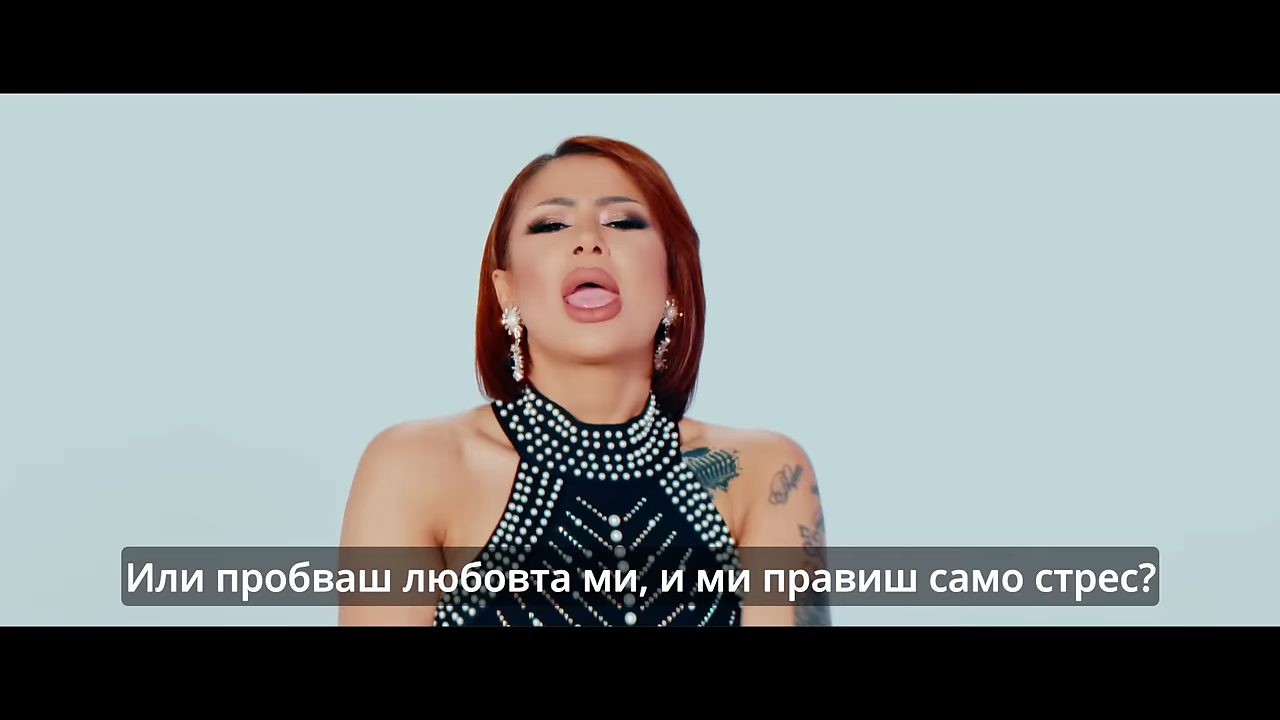 Или пробваш любовта ми, и ми правиш само стрес?